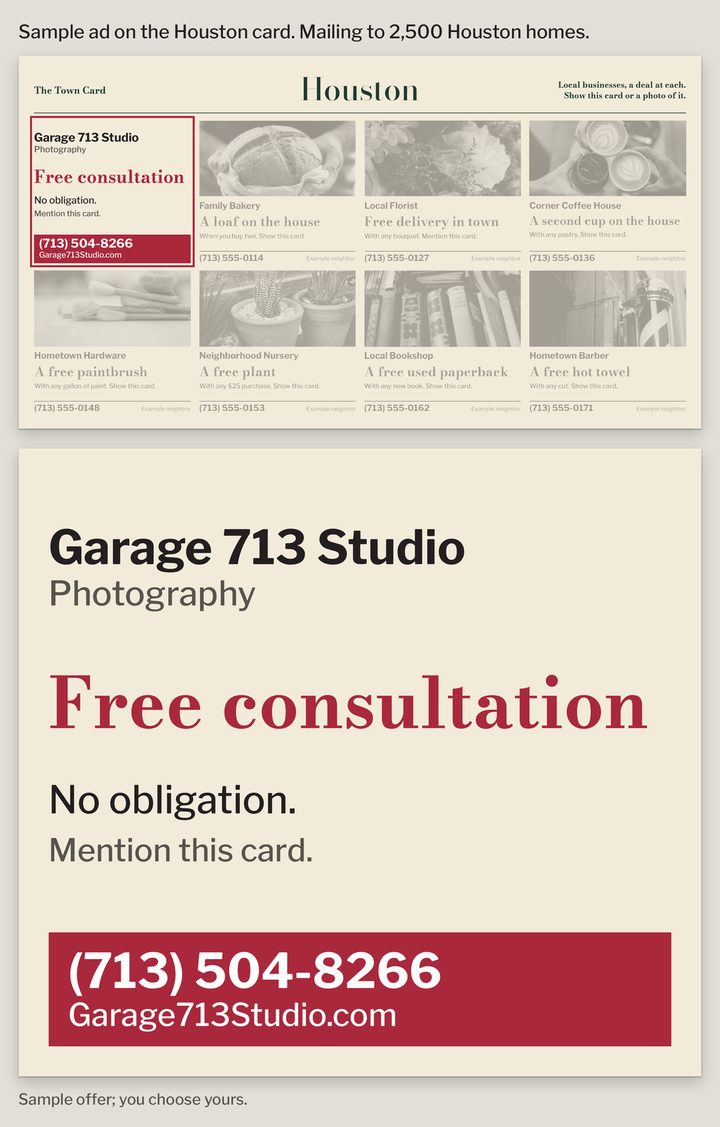 Sample ad on the Houston card. Mailing to 2,500 Houston homes.
The Town Card
Houston
Local businesses, a deal at each.
Show this card or a photo of it.
Garage 713 Studio
Photography
Free consultation
No obligation.
Mention this card.
(713) 504-8266
Garage713Studio.com
Family Bakery
A loaf on the house
When you buy two. Show this card.
(713) 555-0114
Example neighbor
Local Florist
Free delivery in town
With any bouquet. Mention this card.
(713) 555-0127
Example neighbor
Corner Coffee House
A second cup on the house
With any pastry. Show this card.
(713) 555-0136
Example neighbor
Hometown Hardware
A free paintbrush
With any gallon of paint. Show this card.
(713) 555-0148
Example neighbor
Neighborhood Nursery
A free plant
With any $25 purchase. Show this card.
(713) 555-0153
Example neighbor
Local Bookshop
A free used paperback
With any new book. Show this card.
(713) 555-0162
Example neighbor
Hometown Barber
A free hot towel
With any cut. Show this card.
(713) 555-0171
Example neighbor
Garage 713 Studio
Photography
Free consultation
No obligation.
Mention this card.
(713) 504-8266
Garage713Studio.com
Sample offer; you choose yours.